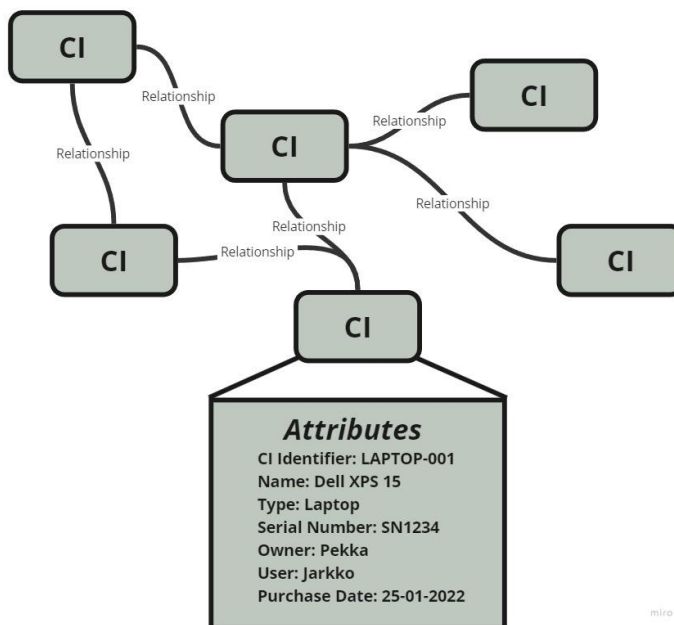 CI
Relationship
CI
Relationship
CI
Relationship
Relationship
CI
Relationship
Relationship
CI
CI
CI
Attributes
CI Identifier: LAPTOP-001
Name: Dell XPS 15
Type: Laptop
Serial Number: SN1234
Owner: Pekka
User: Jarkko
Purchase Date: 25-01-2022
miro